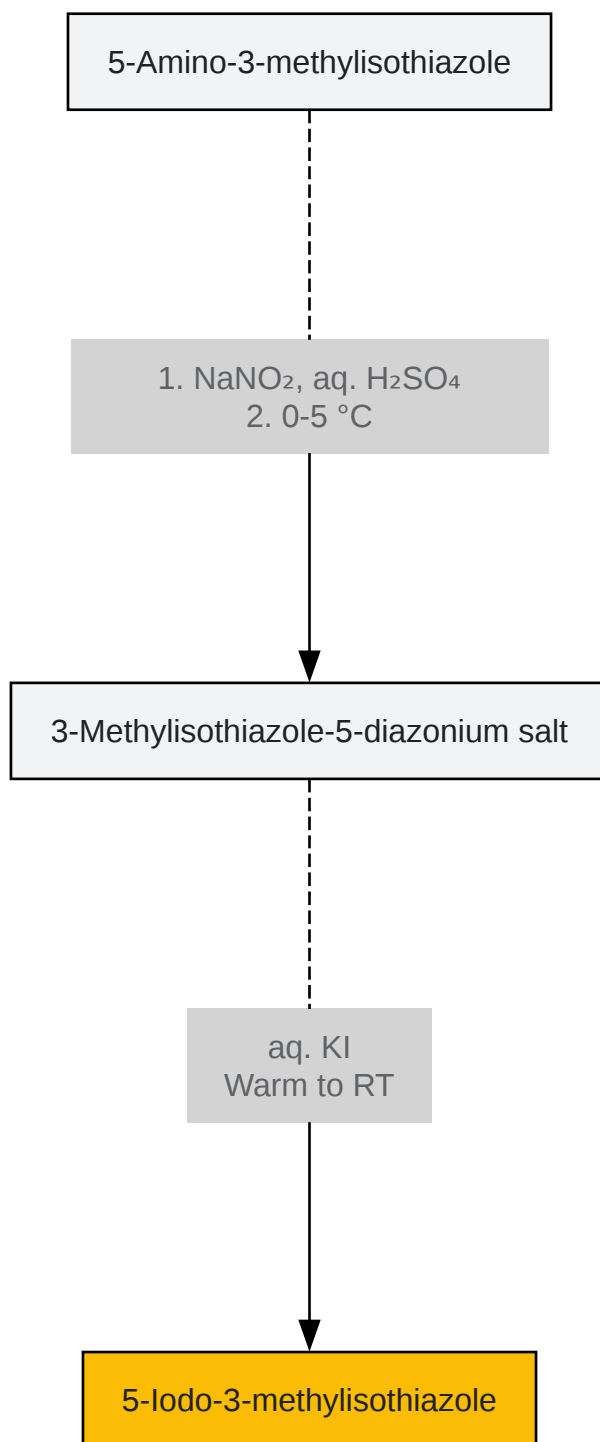 5-Amino-3-methylisothiazole
1. NaNO₂, aq. H₂SO₄
2. 0-5 °C
3-Methylisothiazole-5-diazonium salt
aq. KI
Warm to RT
5-Iodo-3-methylisothiazole